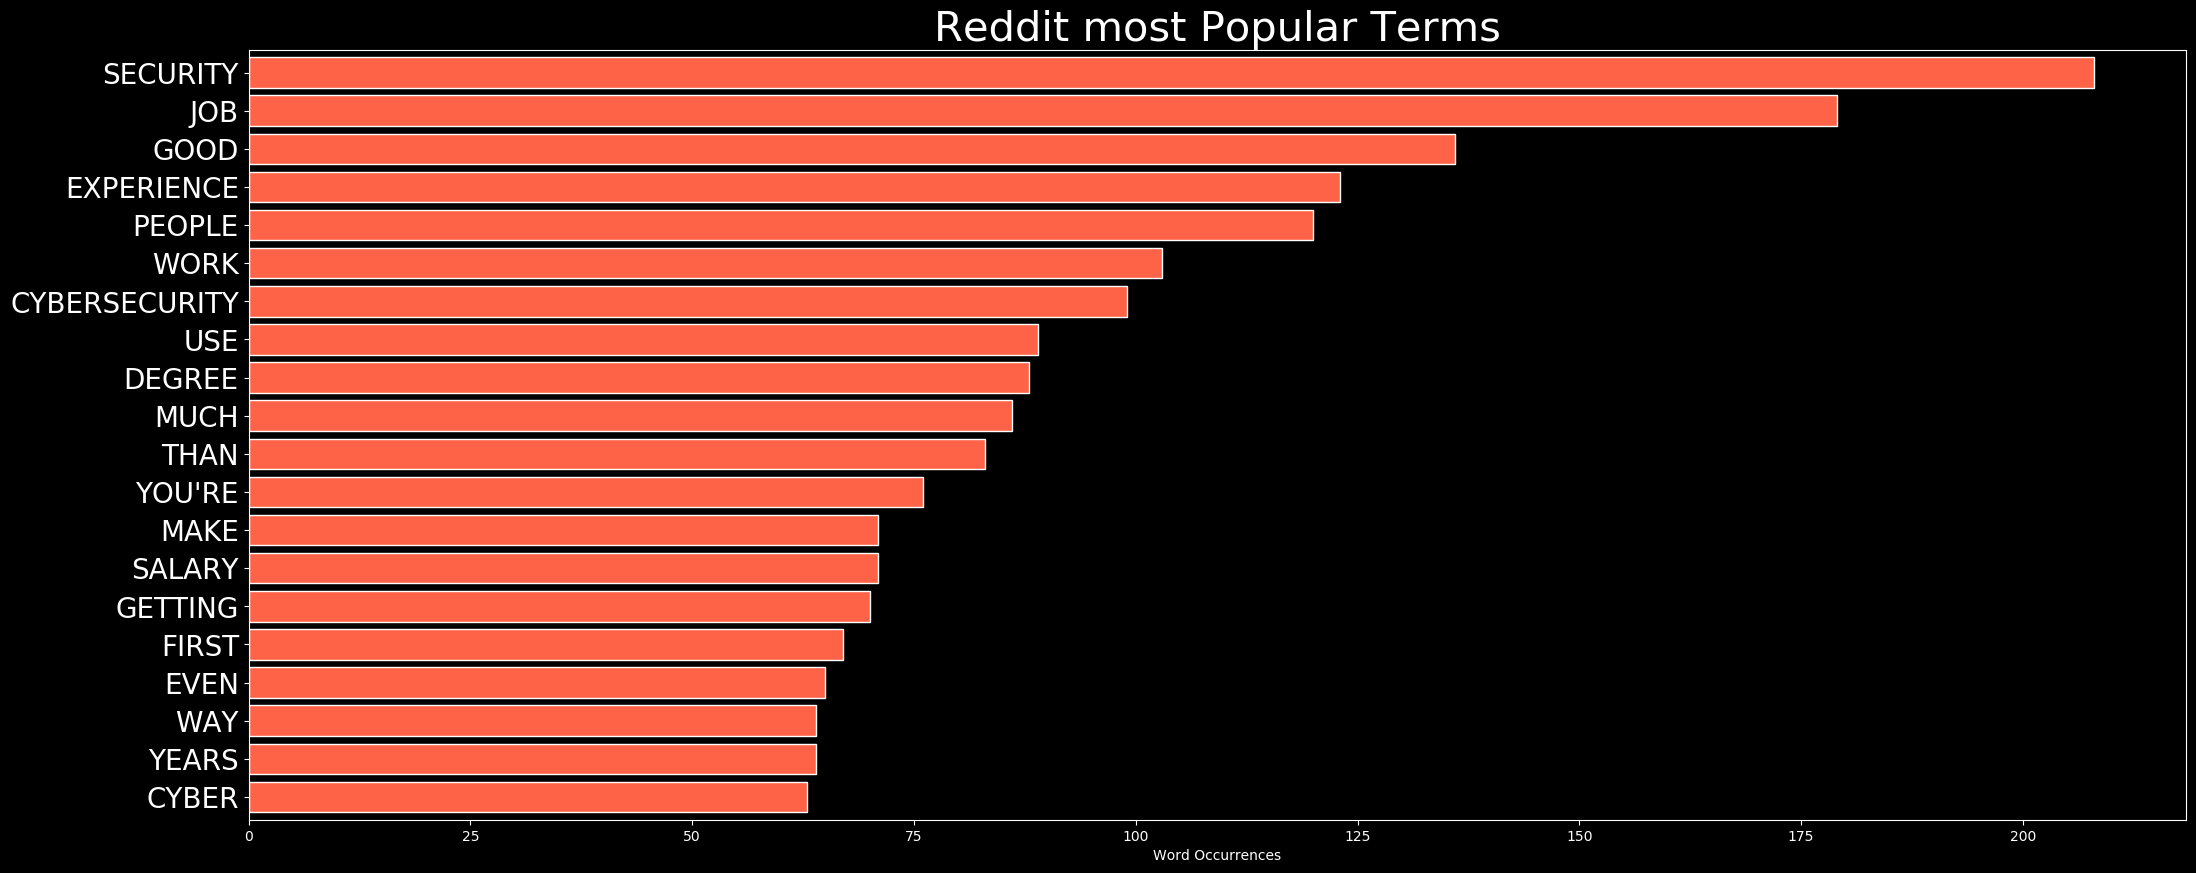 Reddit most Popular Terms
SECURITY
JOB
GOOD
EXPERIENCE
PEOPLE
WORK
CYBERSECURITY
USE
DEGREE
MUCH
THAN
YOU'RE
MAKE
SALARY
GETTING
FIRST
EVEN
WAY
YEARS
CYBER
0 25 50 75 100 125 150 175 200
Word Occurrences